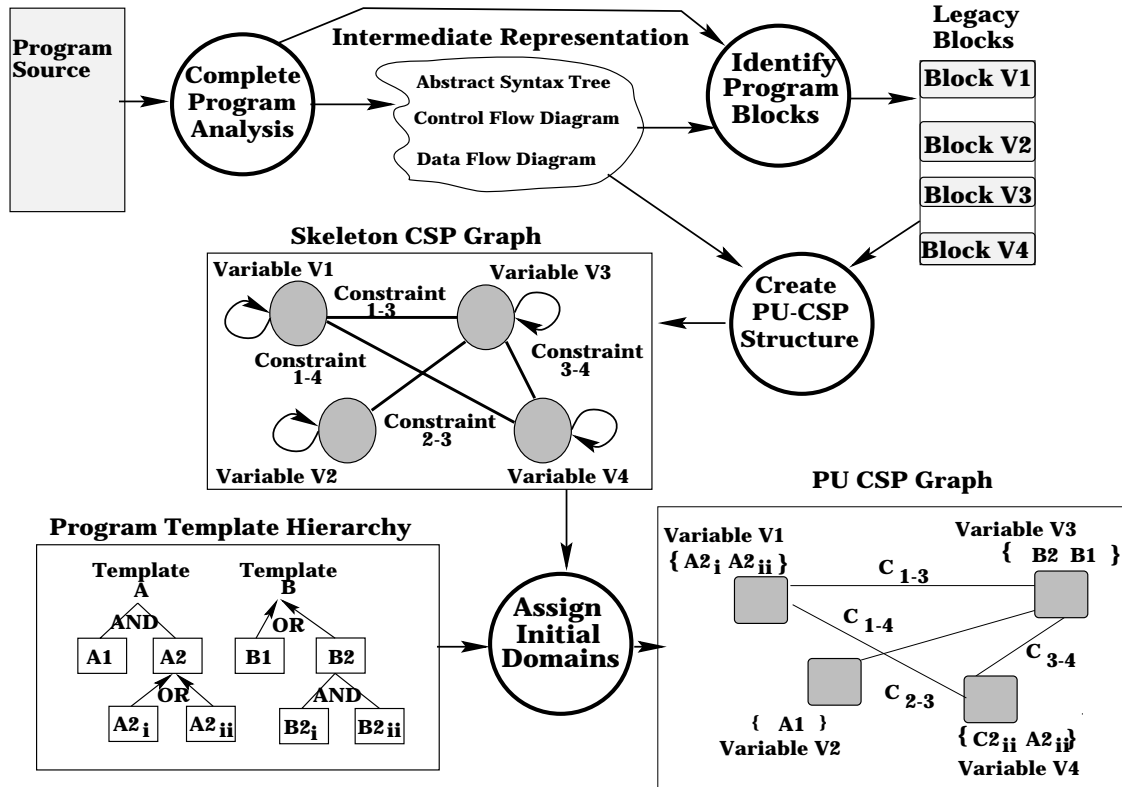 Program
Source
Complete
Program
Analysis
Intermediate Representation
Abstract Syntax Tree
Control Flow Diagram
Data Flow Diagram
Identify
Program
Blocks
Legacy
Blocks
Block V1
Block V2
Block V3
Block V4
Create
PU-CSP
Structure
Skeleton CSP Graph
Variable V1
Variable V3
Constraint
1-3
Constraint
1-4
Constraint
3-4
Constraint
2-3
Variable V2
Variable V4
Program Template Hierarchy
Template
A
AND
A1
A2
OR
A2i
A2ii
Template
B
OR
B1
B2
AND
B2i
B2ii
Assign
Initial
Domains
PU CSP Graph
Variable V1
{ A2i A2ii}
Variable V3
{ B2 B1 }
C1-3
C1-4
C3-4
C2-3
{ A1 }
Variable V2
{ C2ii A2ii}
Variable V4